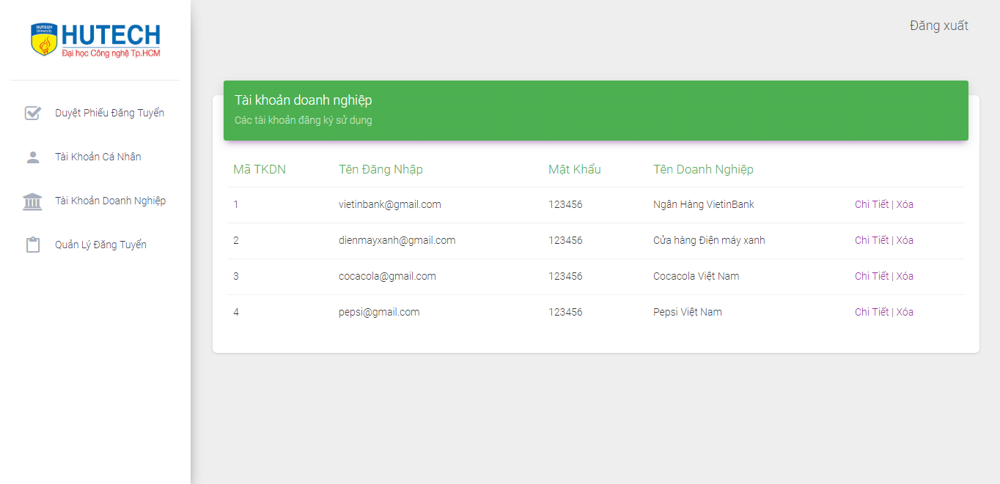 HUTECH
University
HUTECH
Đại học Công nghệ Tp.HCM
Đăng xuất
Duyệt Phiếu Đăng Tuyển
Tài Khoản Cá Nhân
Tài Khoản Doanh Nghiệp
Quản Lý Đăng Tuyển
Tài khoản doanh nghiệp
Các tài khoản đăng ký sử dụng
Mã TKDN Tên Đăng Nhập Mật Khẩu Tên Doanh Nghiệp
1 vietinbank@gmail.com 123456 Ngân Hàng VietinBank Chi Tiết | Xóa
2 dienmayxanh@gmail.com 123456 Cửa hàng Điện máy xanh Chi Tiết | Xóa
3 cocacola@gmail.com 123456 Cocacola Việt Nam Chi Tiết | Xóa
4 pepsi@gmail.com 123456 Pepsi Việt Nam Chi Tiết | Xóa